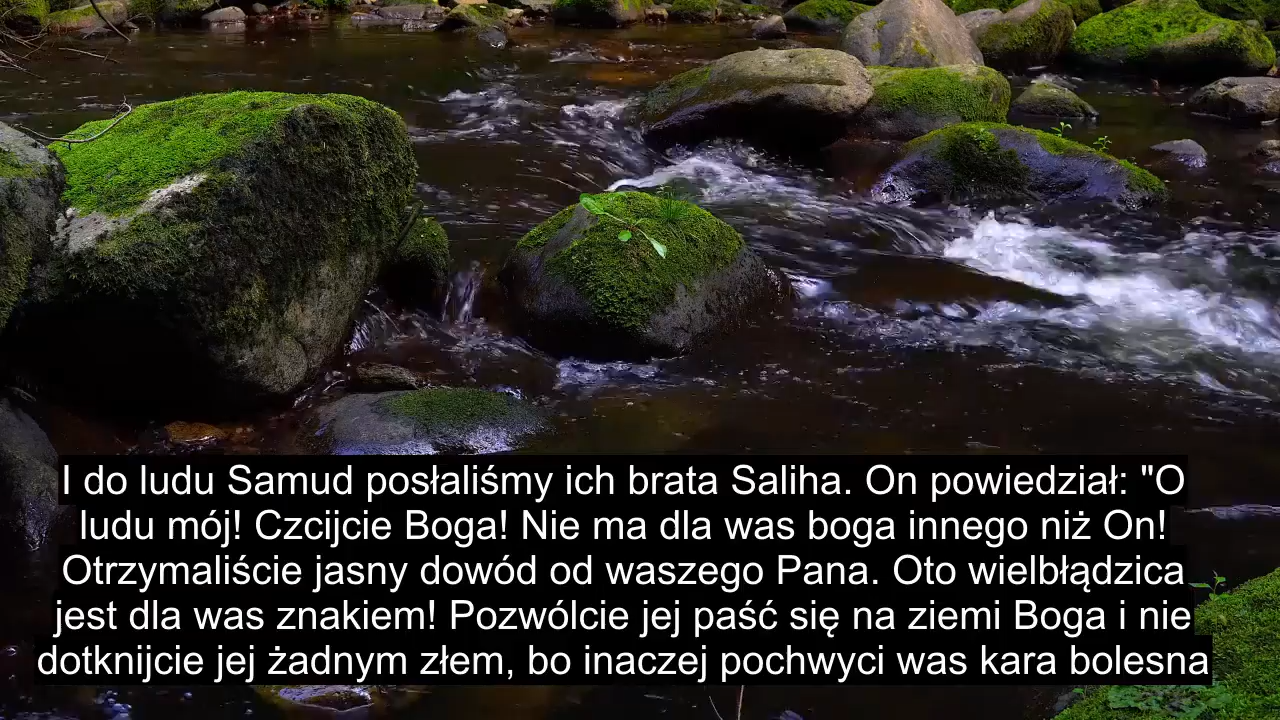 I do ludu Samud posłaliśmy ich brata Saliha. On powiedział: "O
ludu mój! Czcijcie Boga! Nie ma dla was boga innego niż On!
Otrzymaliście jasny dowód od waszego Pana. Oto wielbłądzica
jest dla was znakiem! Pozwólcie jej paść się na ziemi Boga i nie
dotknijcie jej żadnym złem, bo inaczej pochwyci was kara bolesna